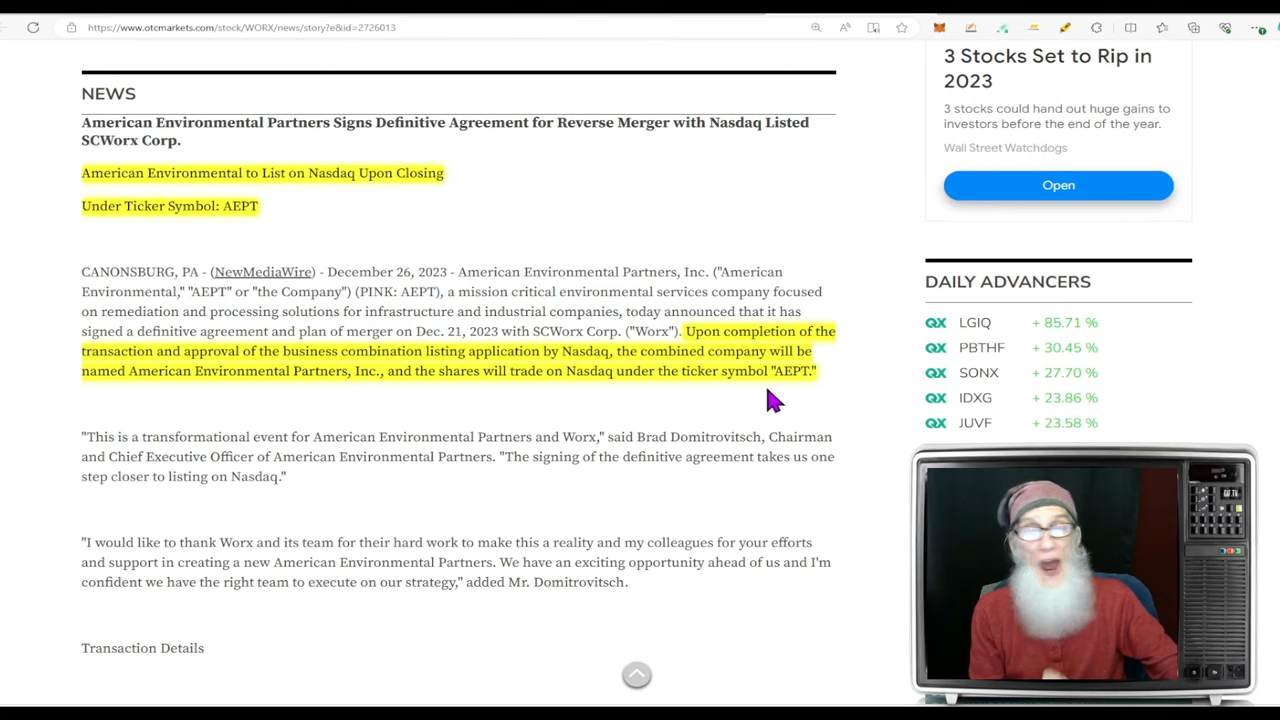 https://www.otcmarkets.com/stock/WORX/news/story?e&id=2726013
NEWS
American Environmental Partners Signs Definitive Agreement for Reverse Merger with Nasdaq Listed
SCWorx Corp.
American Environmental to List on Nasdaq Upon Closing
Under Ticker Symbol: AEPT
CANONSBURG, PA - (NewMediaWire) - December 26, 2023 - American Environmental Partners, Inc. ("American
Environmental," "AEPT" or "the Company") (PINK: AEPT), a mission critical environmental services company focused
on remediation and processing solutions for infrastructure and industrial companies, today announced that it has
signed a definitive agreement and plan of merger on Dec. 21, 2023 with SCWorx Corp. ("Worx"). Upon completion of the
transaction and approval of the business combination listing application by Nasdaq, the combined company will be
named American Environmental Partners, Inc., and the shares will trade on Nasdaq under the ticker symbol "AEPT."
"This is a transformational event for American Environmental Partners and Worx," said Brad Domitrovitsch, Chairman
and Chief Executive Officer of American Environmental Partners. "The signing of the definitive agreement takes us one
step closer to listing on Nasdaq."
"I would like to thank Worx and its team for their hard work to make this a reality and my colleagues for your efforts
and support in creating a new American Environmental Partners. We have an exciting opportunity ahead of us and I'm
confident we have the right team to execute on our strategy," added Mr. Domitrovitsch.
Transaction Details
3 Stocks Set to Rip in
2023
3 stocks could hand out huge gains to
investors before the end of the year.
Wall Street Watchdogs
Open
DAILY ADVANCERS
QX LGIQ + 85.71 %
QX PBTHF + 30.45 %
QX SONX + 27.70 %
QX IDXG + 23.86 %
QX JUVF + 23.58 %
GIF.TV